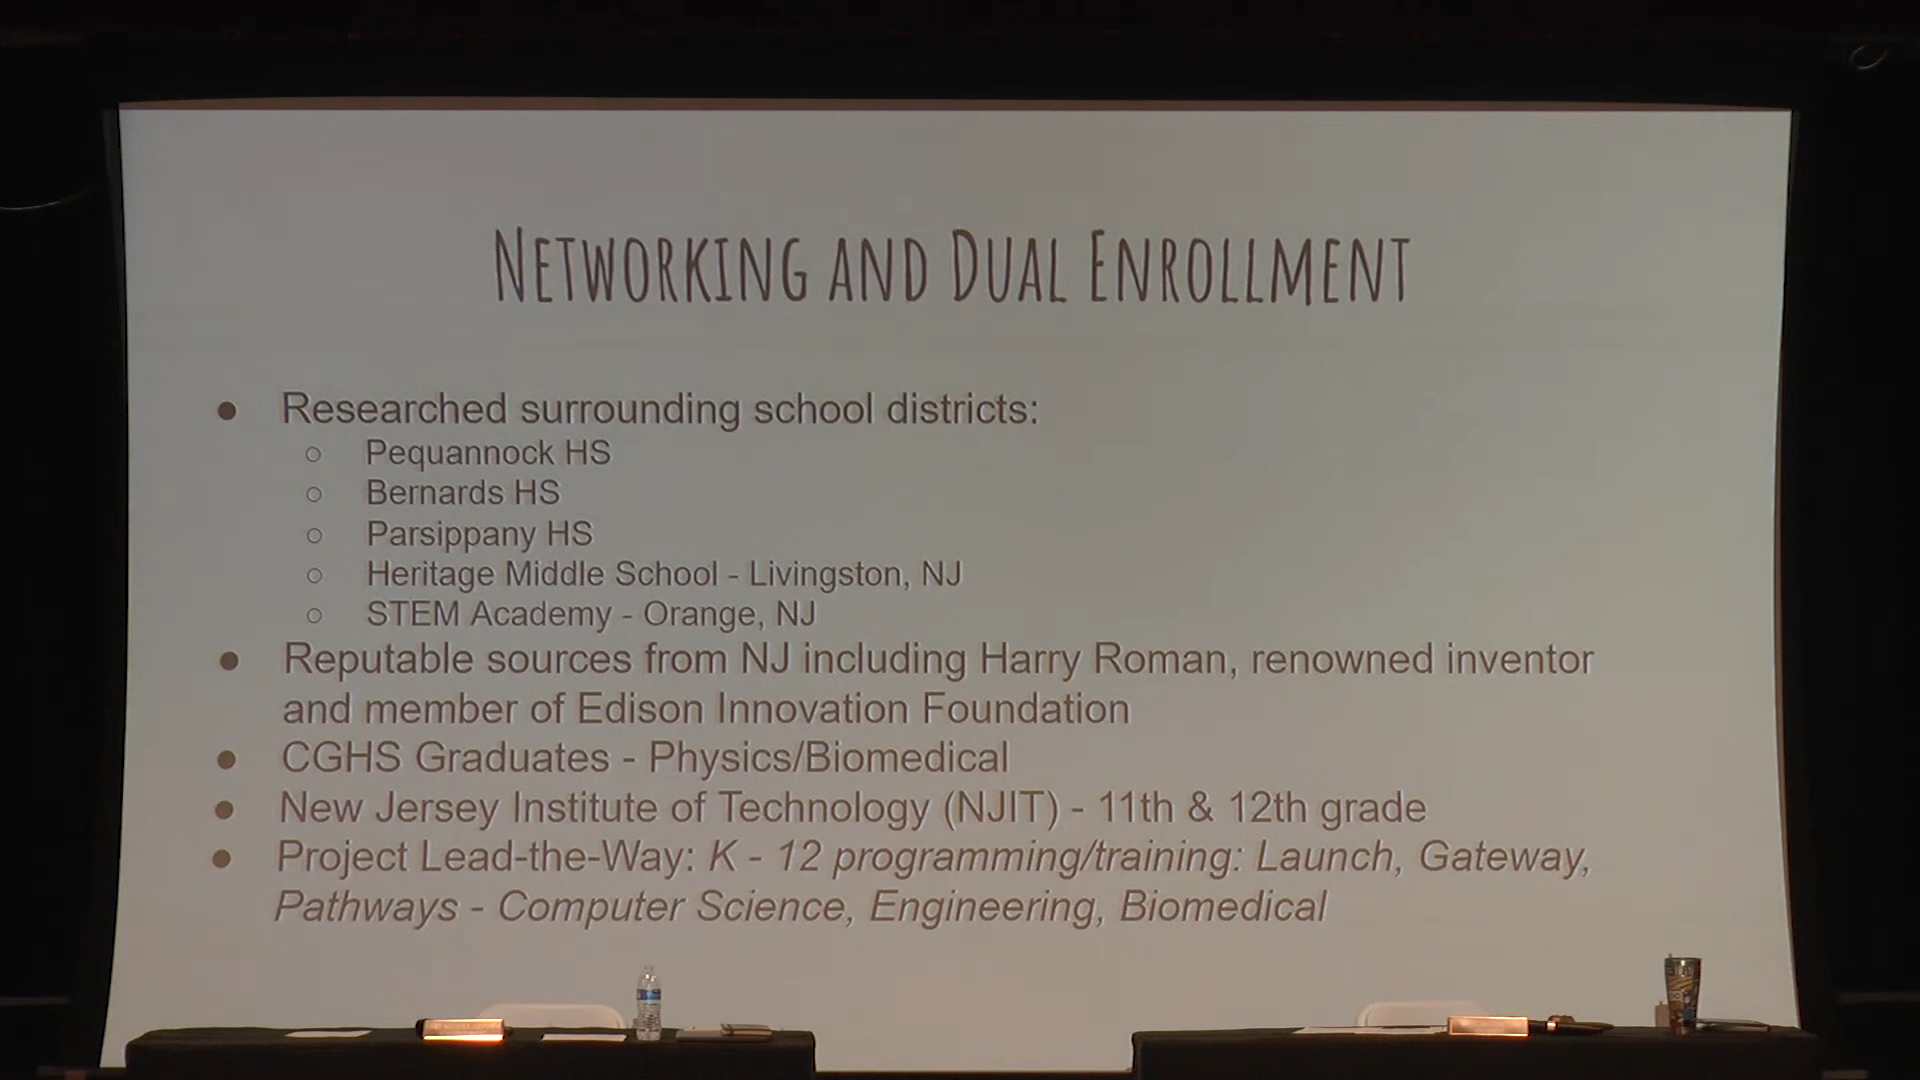 NETWORKING AND DUAL ENROLLMENT
● Researched surrounding school districts:
○ Pequannock HS
○ Bernards HS
○ Parsippany HS
○ Heritage Middle School - Livingston, NJ
○ STEM Academy - Orange, NJ
● Reputable sources from NJ including Harry Roman, renowned inventor
and member of Edison Innovation Foundation
● CGHS Graduates - Physics/Biomedical
● New Jersey Institute of Technology (NJIT) - 11th & 12th grade
● Project Lead-the-Way: K - 12 programming/training: Launch, Gateway,
Pathways - Computer Science, Engineering, Biomedical